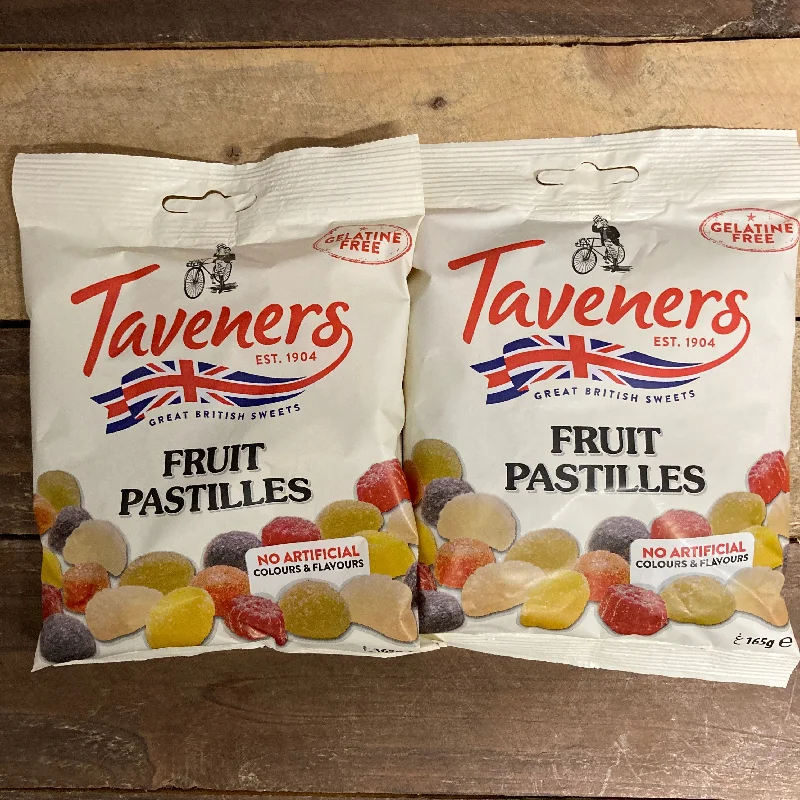 GELATINE
FREE
Taveners
EST. 1904
GREAT BRITISH SWEETS
FRUIT
PASTILLES
NO ARTIFICIAL
COLOURS & FLAVOURS
GELATINE
FREE
Taveners
EST. 1904
GREAT BRITISH SWEETS
FRUIT
PASTILLES
NO ARTIFICIAL
COLOURS & FLAVOURS
165g ℮